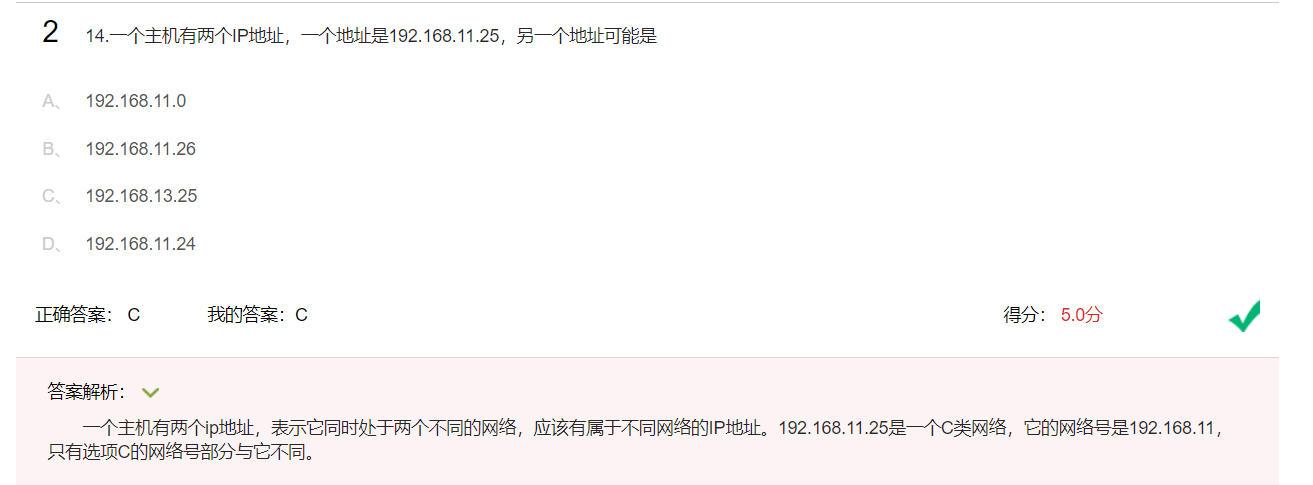 2 14.一个主机有两个IP地址，一个地址是192.168.11.25，另一个地址可能是
A、 192.168.11.0
B、 192.168.11.26
C、 192.168.13.25
D、 192.168.11.24
正确答案： C 我的答案：C 得分： 5.0分
答案解析：
一个主机有两个ip地址，表示它同时处于两个不同的网络，应该有属于不同网络的IP地址。192.168.11.25是一个C类网络，它的网络号是192.168.11，
只有选项C的网络号部分与它不同。